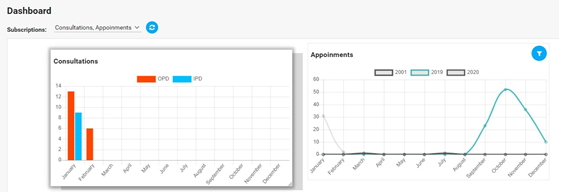 Dashboard
Subscriptions: Consultations, Appoinments
Consultations
OPD IPD
14
12
10
8
6
4
2
0
January February March April May June July August September October November December
Appoinments
2001 2019 2020
60
50
40
30
20
10
0
January February March April May June July August September October November December